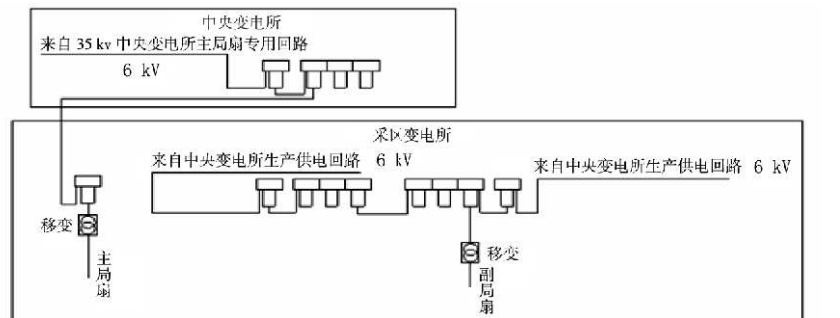 中央变电所
来自 35 kv 中央变电所主局扇专用回路
6 kV
采区变电所
来自中央变电所生产供电回路 6 kV
来自中央变电所生产供电回路 6 kV
移变
主局扇
移变
副局扇